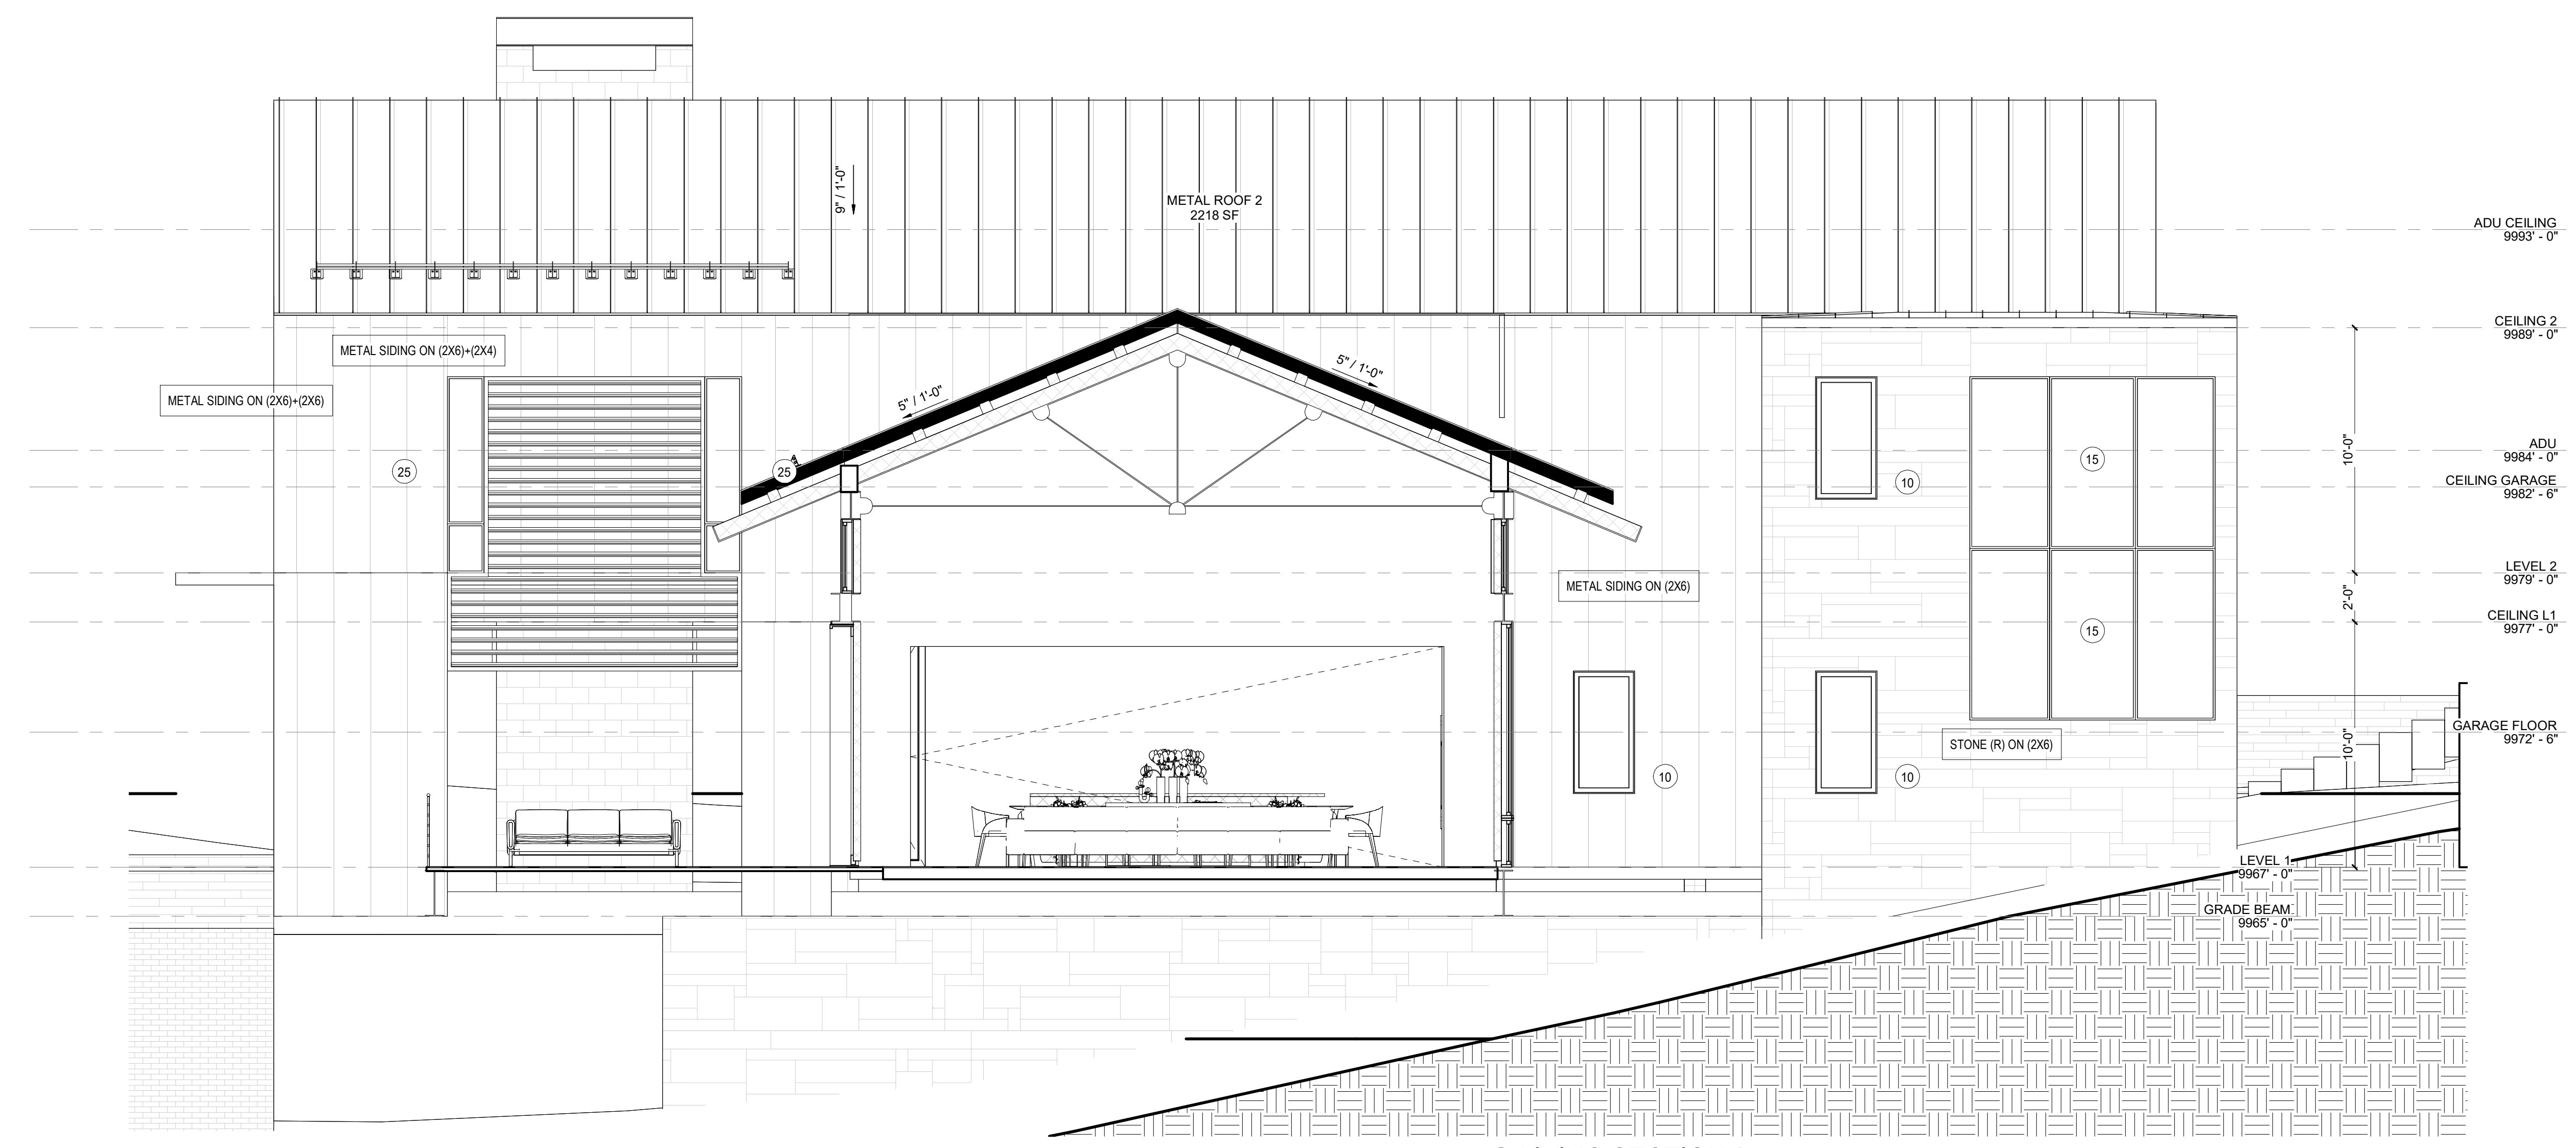 9" / 1'-0"
METAL ROOF 2
2218 SF
ADU CEILING
9993' - 0"
CEILING 2
9989' - 0"
METAL SIDING ON (2X6)+(2X4)
METAL SIDING ON (2X6)+(2X6)
5" / 1'-0"
5" / 1'-0"
25
25
10
15
10'-0"
ADU
9984' - 0"
CEILING GARAGE
9982' - 6"
LEVEL 2
9979' - 0"
METAL SIDING ON (2X6)
2'-0"
CEILING L1
9977' - 0"
15
GARAGE FLOOR
9972' - 6"
STONE (R) ON (2X6)
10'-0"
10
10
LEVEL 1
9967' - 0"
GRADE BEAM
9965' - 0"